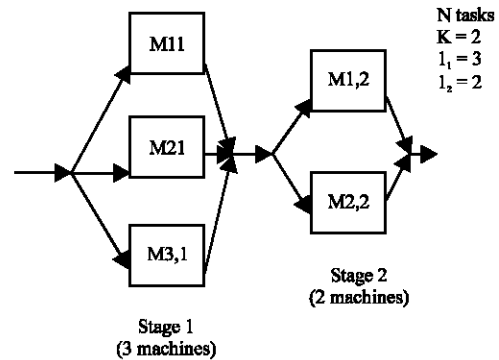 M11
M21
M3,1
Stage 1
(3 machines)
M1,2
M2,2
Stage 2
(2 machines)
N tasks
K = 2
1₁ = 3
1₂ = 2